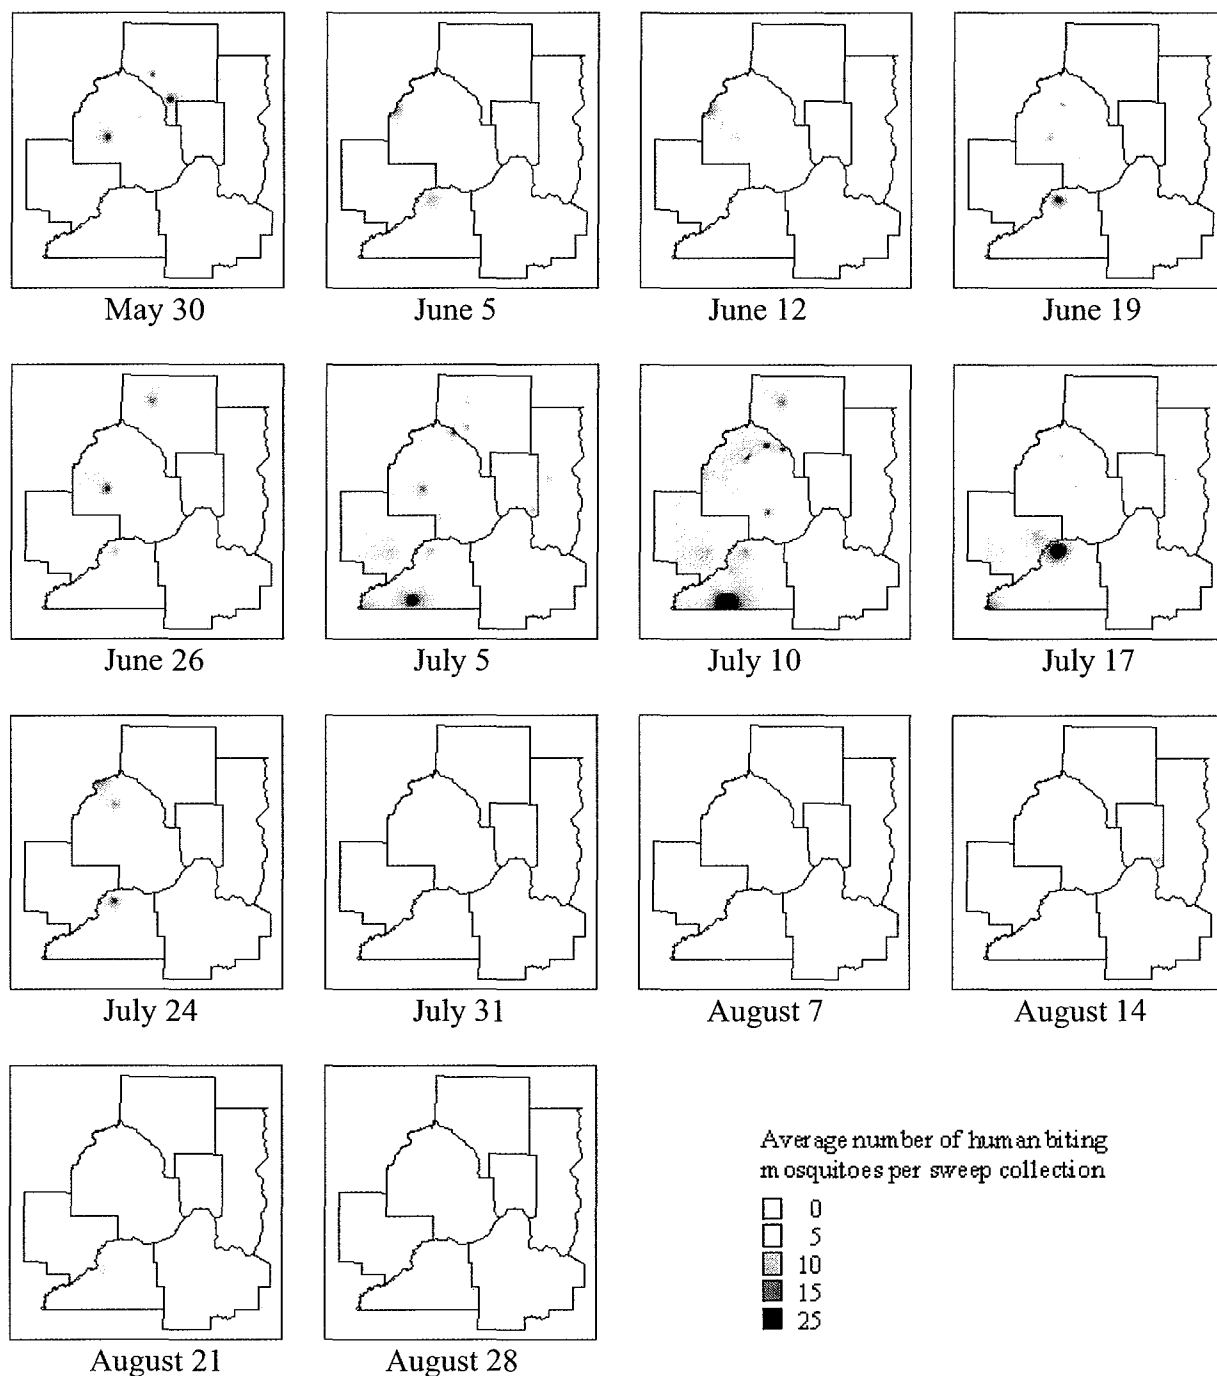 May 30
June 5
June 12
June 19
June 26
July 5
July 10
July 17
July 24
July 31
August 7
August 14
August 21
August 28
Average number of human biting
mosquitoes per sweep collection
0
5
10
15
25